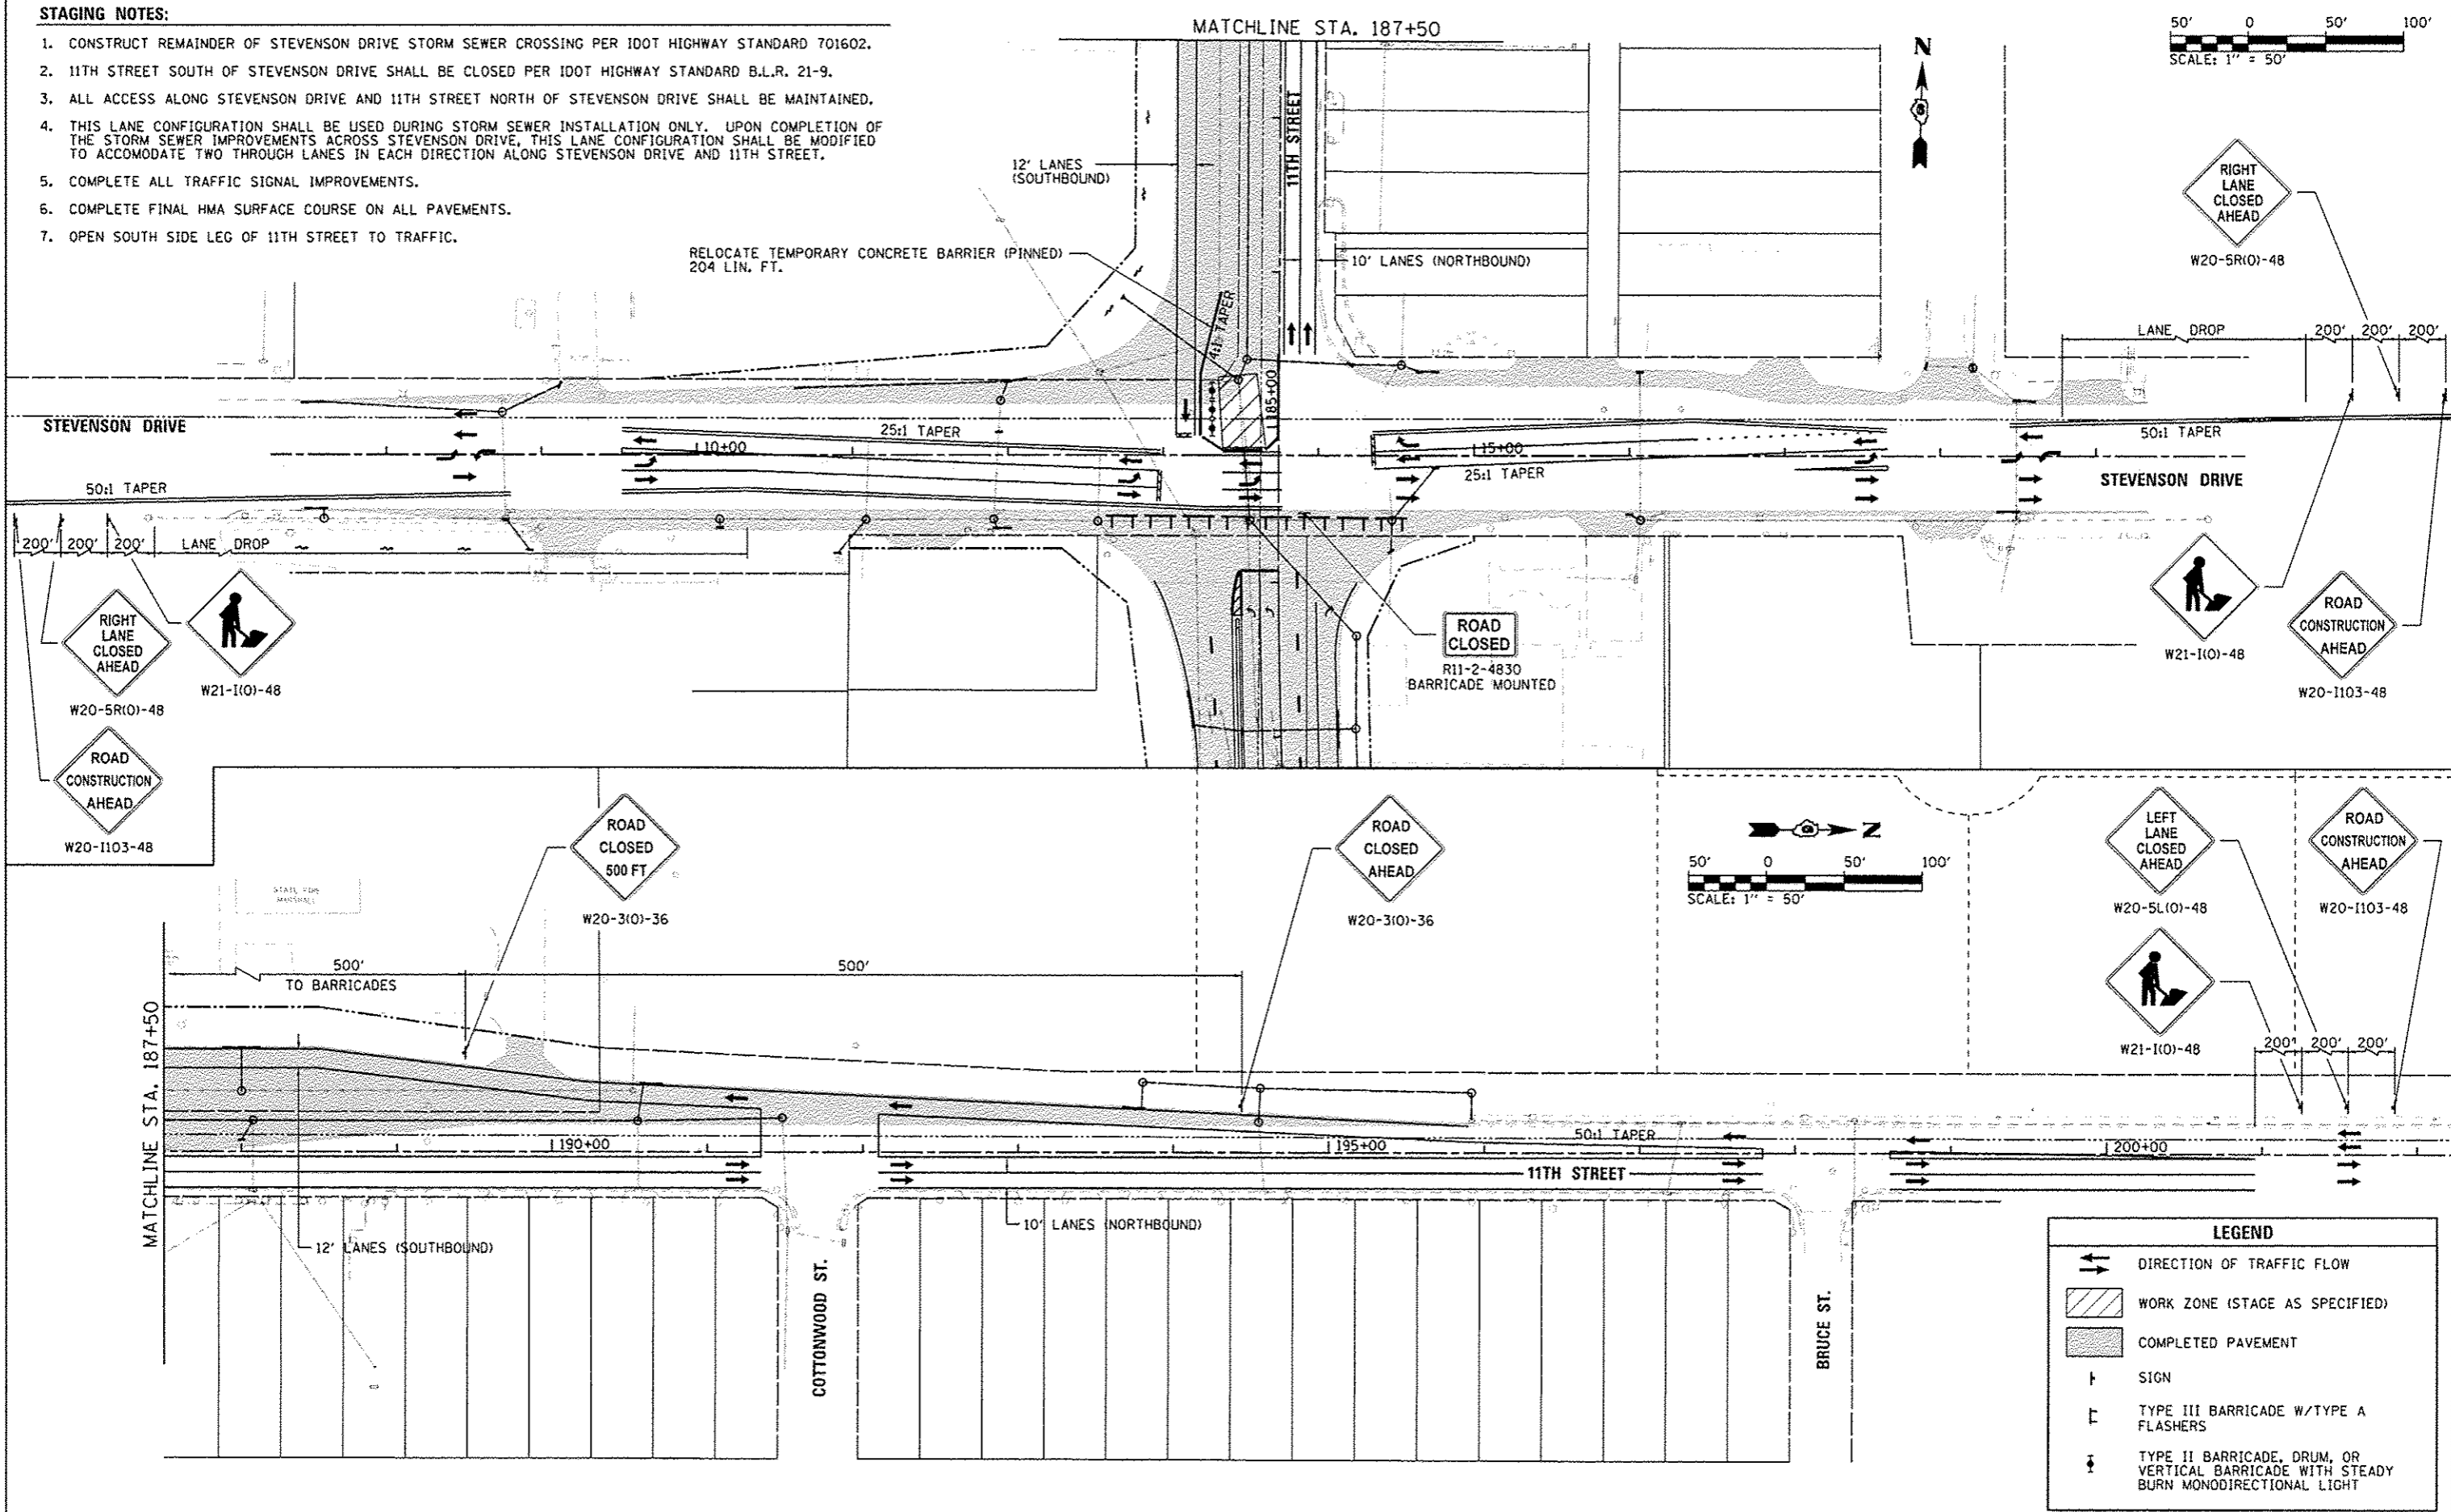 STAGING NOTES:
1. CONSTRUCT REMAINDER OF STEVENSON DRIVE STORM SEWER CROSSING PER IDOT HIGHWAY STANDARD 701602.
2. 11TH STREET SOUTH OF STEVENSON DRIVE SHALL BE CLOSED PER IDOT HIGHWAY STANDARD B.L.R. 21-9.
3. ALL ACCESS ALONG STEVENSON DRIVE AND 11TH STREET NORTH OF STEVENSON DRIVE SHALL BE MAINTAINED.
4. THIS LANE CONFIGURATION SHALL BE USED DURING STORM SEWER INSTALLATION ONLY. UPON COMPLETION OF
THE STORM SEWER IMPROVEMENTS ACROSS STEVENSON DRIVE, THIS LANE CONFIGURATION SHALL BE MODIFIED
TO ACCOMODATE TWO THROUGH LANES IN EACH DIRECTION ALONG STEVENSON DRIVE AND 11TH STREET.
5. COMPLETE ALL TRAFFIC SIGNAL IMPROVEMENTS.
6. COMPLETE FINAL HMA SURFACE COURSE ON ALL PAVEMENTS.
7. OPEN SOUTH SIDE LEG OF 11TH STREET TO TRAFFIC.
MATCHLINE STA. 187+50
N
50' 0 50' 100'
SCALE: 1" = 50'
12' LANES
(SOUTHBOUND)
11TH STREET
10' LANES (NORTHBOUND)
RELOCATE TEMPORARY CONCRETE BARRIER (PINNED)
204 LIN. FT.
4:1 TAPER
185+00
RIGHT
LANE
CLOSED
AHEAD
W20-5R(O)-48
LANE DROP
200' 200' 200'
STEVENSON DRIVE
25:1 TAPER
10+00
15+00
25:1 TAPER
50:1 TAPER
STEVENSON DRIVE
50:1 TAPER
200' 200' 200'
LANE DROP
RIGHT
LANE
CLOSED
AHEAD
W20-5R(O)-48
W21-I(O)-48
ROAD
CONSTRUCTION
AHEAD
W20-I103-48
ROAD
CLOSED
R11-2-4830
BARRICADE MOUNTED
W21-I(O)-48
ROAD
CONSTRUCTION
AHEAD
W20-I103-48
STATE FIRE
MARSHALL
ROAD
CLOSED
500 FT
W20-3(O)-36
ROAD
CLOSED
AHEAD
W20-3(O)-36
N
50' 0 50' 100'
SCALE: 1" = 50'
LEFT
LANE
CLOSED
AHEAD
W20-5L(O)-48
ROAD
CONSTRUCTION
AHEAD
W20-I103-48
W21-I(O)-48
200' 200' 200'
MATCHLINE STA. 187+50
500'
TO BARRICADES
500'
190+00
195+00
50:1 TAPER
200+00
11TH STREET
12' LANES (SOUTHBOUND)
10' LANES (NORTHBOUND)
COTTONWOOD ST.
BRUCE ST.
LEGEND
DIRECTION OF TRAFFIC FLOW
WORK ZONE (STAGE AS SPECIFIED)
COMPLETED PAVEMENT
SIGN
TYPE III BARRICADE W/TYPE A
FLASHERS
TYPE II BARRICADE, DRUM, OR
VERTICAL BARRICADE WITH STEADY
BURN MONODIRECTIONAL LIGHT